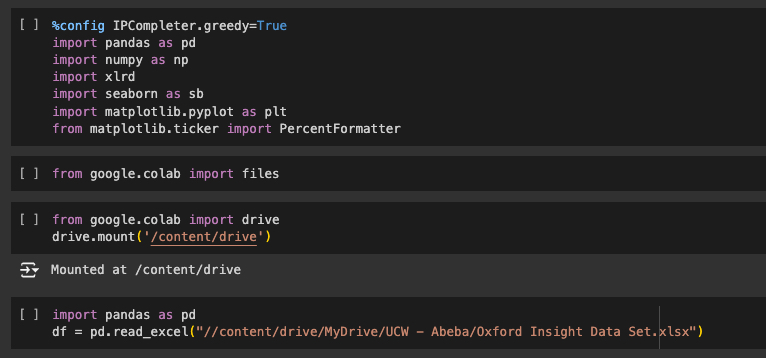 [ ] %config IPCompleter.greedy=True
import pandas as pd
import numpy as np
import xlrd
import seaborn as sb
import matplotlib.pyplot as plt
from matplotlib.ticker import PercentFormatter
[ ] from google.colab import files
[ ] from google.colab import drive
drive.mount('/content/drive')
Mounted at /content/drive
[ ] import pandas as pd
df = pd.read_excel("//content/drive/MyDrive/UCW - Abeba/Oxford Insight Data Set.xlsx")